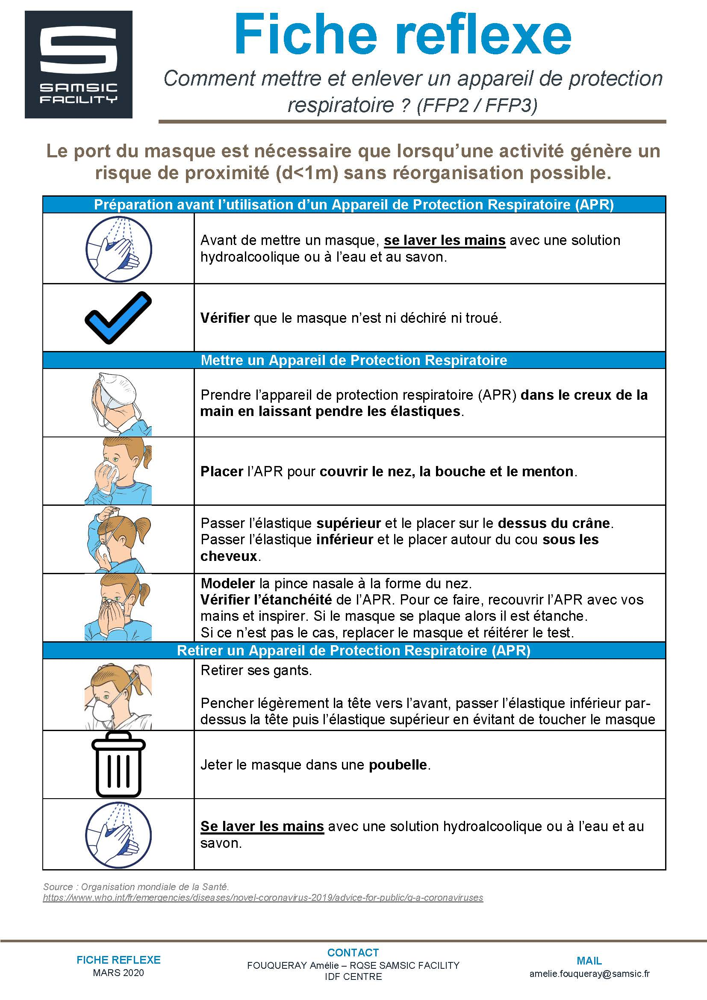 SAMSIC
FACILITY
Fiche reflexe
Comment mettre et enlever un appareil de protection
respiratoire ? (FFP2 / FFP3)
Le port du masque est nécessaire que lorsqu’une activité génère un
risque de proximité (d<1m) sans réorganisation possible.
Préparation avant l’utilisation d’un Appareil de Protection Respiratoire (APR)
Avant de mettre un masque, se laver les mains avec une solution
hydroalcoolique ou à l’eau et au savon.
Vérifier que le masque n’est ni déchiré ni troué.
Mettre un Appareil de Protection Respiratoire
Prendre l’appareil de protection respiratoire (APR) dans le creux de la
main en laissant pendre les élastiques.
Placer l’APR pour couvrir le nez, la bouche et le menton.
Passer l’élastique supérieur et le placer sur le dessus du crâne.
Passer l’élastique inférieur et le placer autour du cou sous les
cheveux.
Modeler la pince nasale à la forme du nez.
Vérifier l’étanchéité de l’APR. Pour ce faire, recouvrir l’APR avec vos
mains et inspirer. Si le masque se plaque alors il est étanche.
Si ce n’est pas le cas, replacer le masque et réitérer le test.
Retirer un Appareil de Protection Respiratoire (APR)
Retirer ses gants.
Pencher légèrement la tête vers l’avant, passer l’élastique inférieur par-
dessus la tête puis l’élastique supérieur en évitant de toucher le masque
Jeter le masque dans une poubelle.
Se laver les mains avec une solution hydroalcoolique ou à l’eau et au
savon.
Source : Organisation mondiale de la Santé.
https://www.who.int/fr/emergencies/diseases/novel-coronavirus-2019/advice-for-public/q-a-coronaviruses
FICHE REFLEXE
MARS 2020
CONTACT
FOUQUERAY Amélie – RQSE SAMSIC FACILITY
IDF CENTRE
MAIL
amelie.fouqueray@samsic.fr